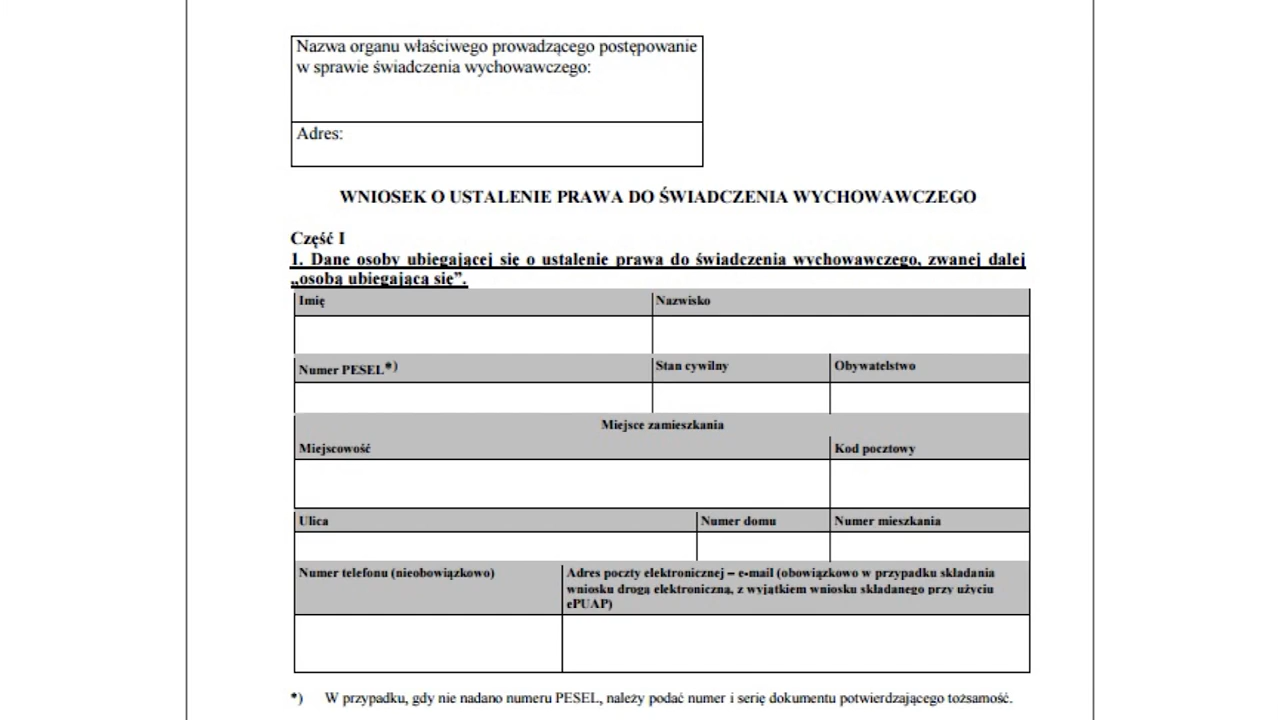 Nazwa organu właściwego prowadzącego postępowanie
w sprawie świadczenia wychowawczego:
Adres:
WNIOSEK O USTALENIE PRAWA DO ŚWIADCZENIA WYCHOWAWCZEGO
Część I
1. Dane osoby ubiegającej się o ustalenie prawa do świadczenia wychowawczego, zwanej dalej
„osobą ubiegającą się”.
Imię Nazwisko
Numer PESEL*) Stan cywilny Obywatelstwo
Miejsce zamieszkania
Miejscowość Kod pocztowy
Ulica Numer domu Numer mieszkania
Numer telefonu (nieobowiązkowo) Adres poczty elektronicznej – e-mail (obowiązkowo w przypadku składania
wniosku drogą elektroniczną, z wyjątkiem wniosku składanego przy użyciu
ePUAP)
*) W przypadku, gdy nie nadano numeru PESEL, należy podać numer i serię dokumentu potwierdzającego tożsamość.